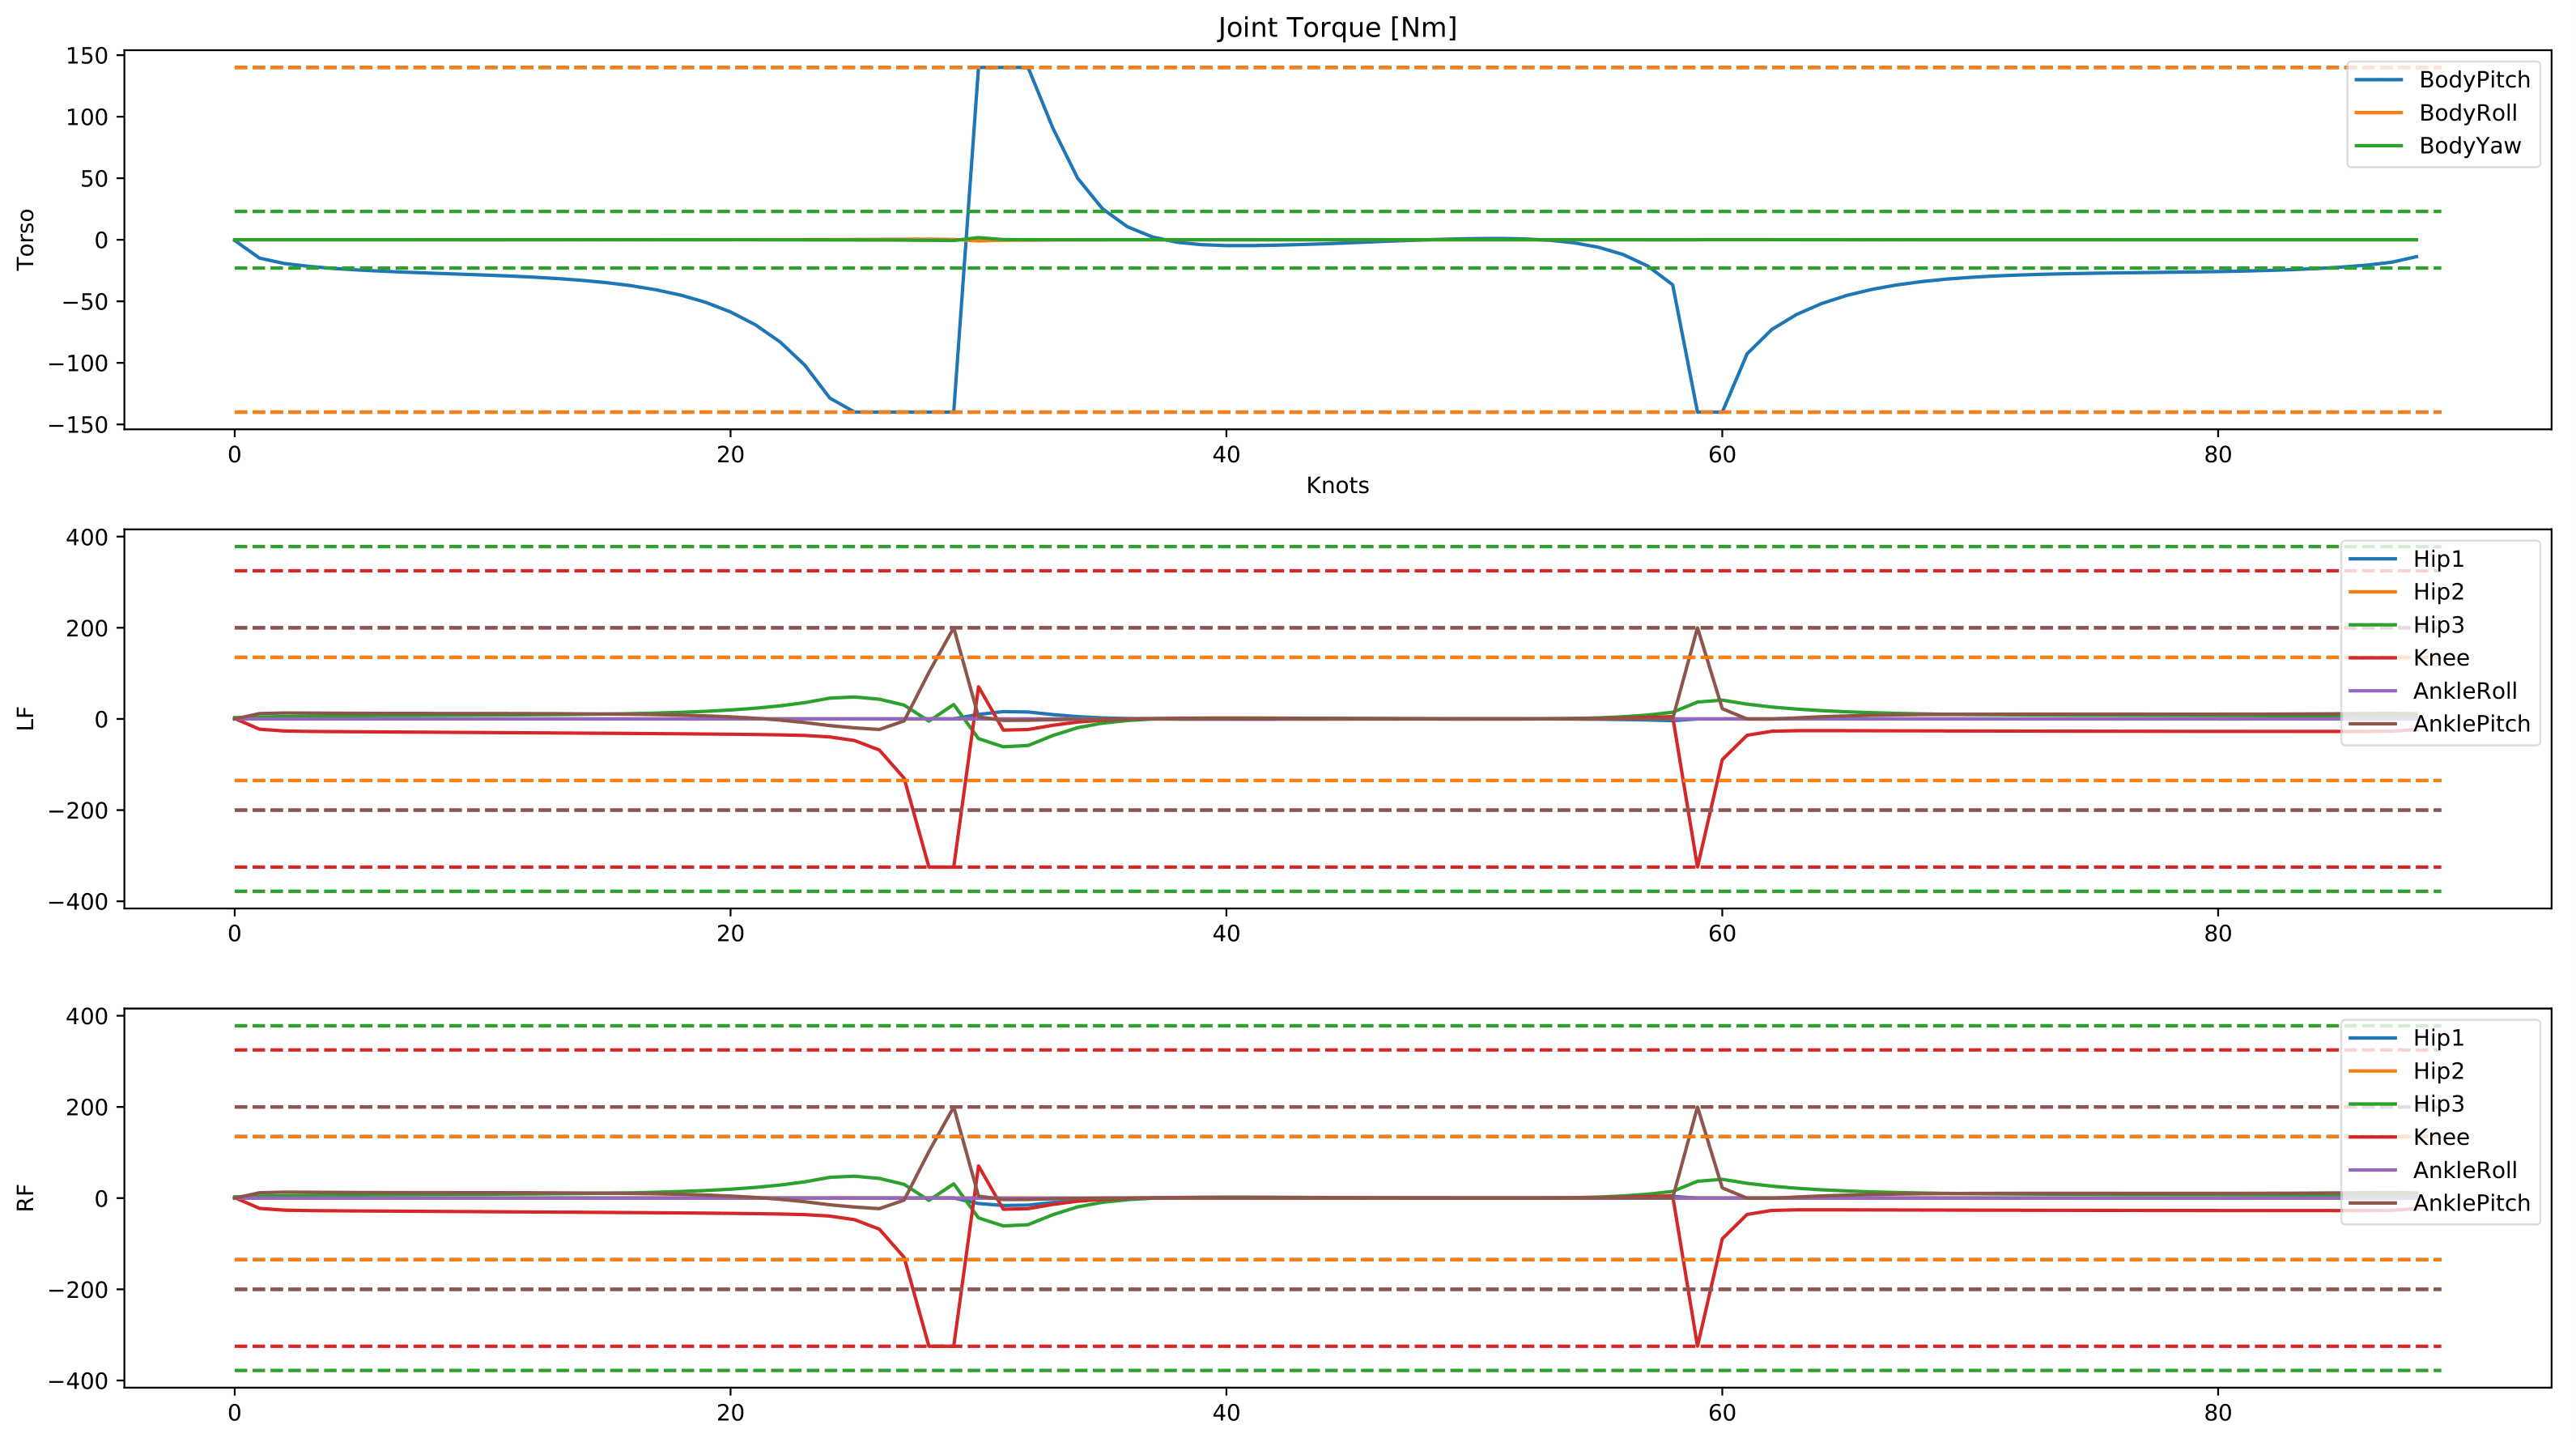 Joint Torque [Nm]
150
100
50
0
−50
−100
−150
Torso
BodyPitch
BodyRoll
BodyYaw
0 20 40 60 80
Knots
400
200
0
−200
−400
LF
Hip1
Hip2
Hip3
Knee
AnkleRoll
AnklePitch
0 20 40 60 80
400
200
0
−200
−400
RF
Hip1
Hip2
Hip3
Knee
AnkleRoll
AnklePitch
0 20 40 60 80